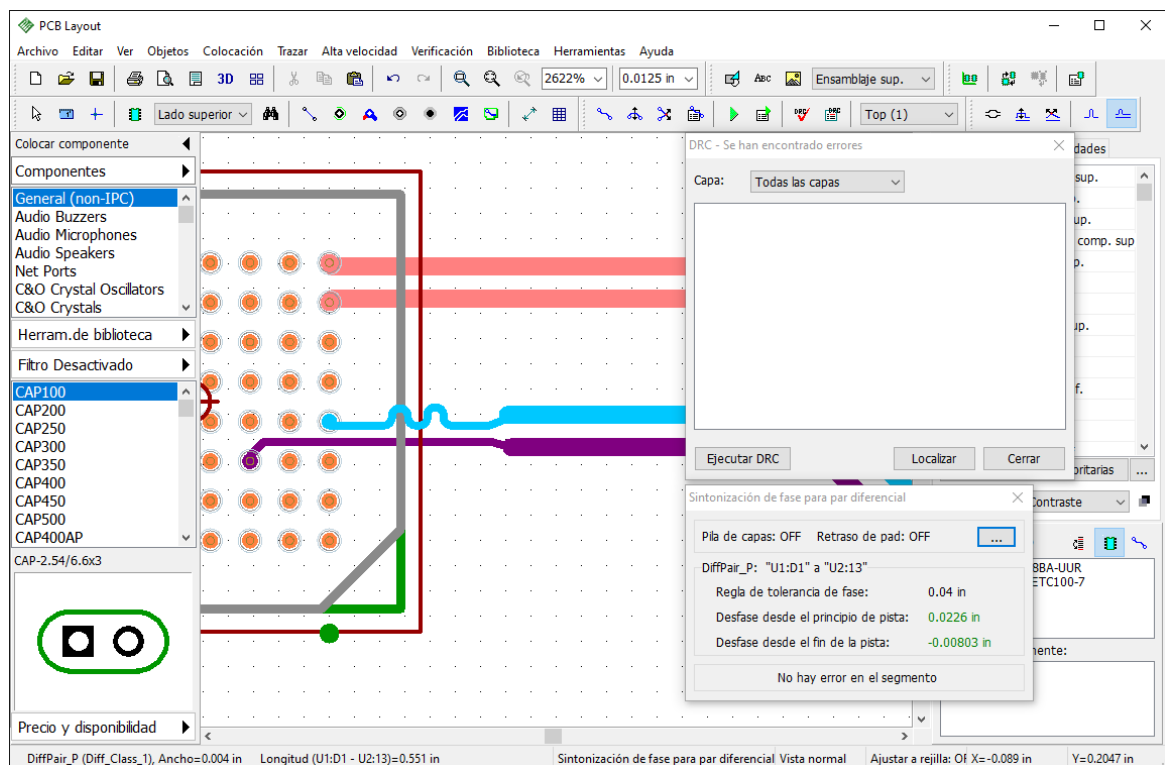 PCB Layout
Archivo Editar Ver Objetos Colocación Trazar Alta velocidad Verificación Biblioteca Herramientas Ayuda
3D 2622% 0.0125 in ABC Ensamblaje sup.
Lado superior DRV DRC Top (1)
Colocar componente
Componentes
General (non-IPC)
Audio Buzzers
Audio Microphones
Audio Speakers
Net Ports
C&O Crystal Oscillators
C&O Crystals
Herram.de biblioteca
Filtro Desactivado
CAP100
CAP200
CAP250
CAP300
CAP350
CAP400
CAP450
CAP500
CAP400AP
CAP-2.54/6.6x3
Precio y disponibilidad
DRC - Se han encontrado errores
Capa: Todas las capas
Ejecutar DRC Localizar Cerrar
Sintonización de fase para par diferencial
Pila de capas: OFF Retraso de pad: OFF ...
DiffPair_P: "U1:D1" a "U2:13"
Regla de tolerancia de fase: 0.04 in
Desfase desde el principio de pista: 0.0226 in
Desfase desde el fin de la pista: -0.00803 in
No hay error en el segmento
dades
sup.
up.
comp. sup
p.
up.
f.
oritarias ...
Contraste
BBA-UUR
ETC100-7
nente:
DiffPair_P (Diff_Class_1), Ancho=0.004 in Longitud (U1:D1 - U2:13)=0.551 in Sintonización de fase para par diferencial Vista normal Ajustar a rejilla: OF X=-0.089 in Y=0.2047 in